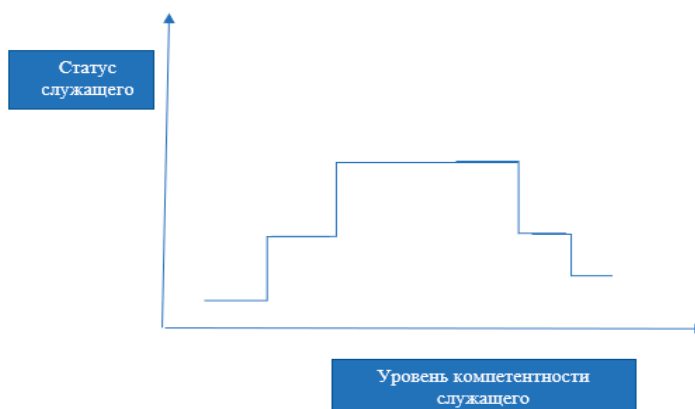 Статус
служащего
Уровень компетентности
служащего